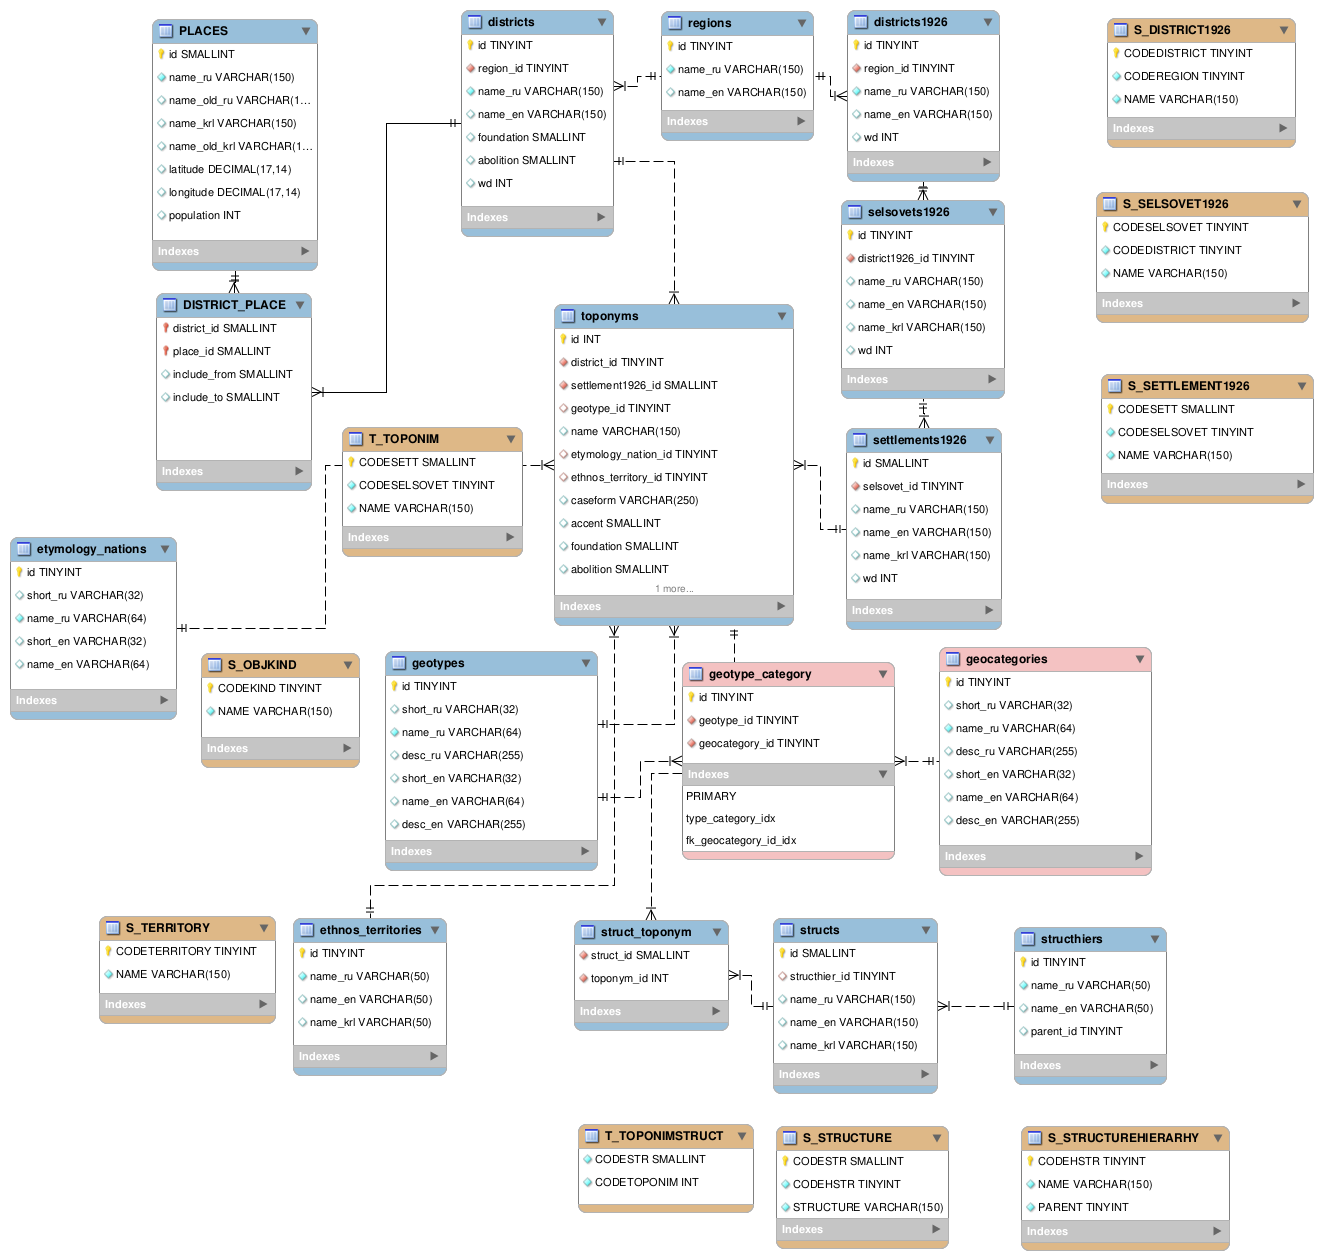 PLACES
id SMALLINT
name_ru VARCHAR(150)
name_old_ru VARCHAR(1...
name_krl VARCHAR(150)
name_old_krl VARCHAR(1...
latitude DECIMAL(17,14)
longitude DECIMAL(17,14)
population INT
Indexes
districts
id TINYINT
region_id TINYINT
name_ru VARCHAR(150)
name_en VARCHAR(150)
foundation SMALLINT
abolition SMALLINT
wd INT
Indexes
regions
id TINYINT
name_ru VARCHAR(150)
name_en VARCHAR(150)
Indexes
districts1926
id TINYINT
region_id TINYINT
name_ru VARCHAR(150)
name_en VARCHAR(150)
wd INT
Indexes
S_DISTRICT1926
CODEDISTRICT TINYINT
CODEREGION TINYINT
NAME VARCHAR(150)
Indexes
selsovets1926
id TINYINT
district1926_id TINYINT
name_ru VARCHAR(150)
name_en VARCHAR(150)
name_krl VARCHAR(150)
wd INT
Indexes
S_SELSOVET1926
CODESELSOVET TINYINT
CODEDISTRICT TINYINT
NAME VARCHAR(150)
Indexes
DISTRICT_PLACE
district_id SMALLINT
place_id SMALLINT
include_from SMALLINT
include_to SMALLINT
Indexes
toponyms
id INT
district_id TINYINT
settlement1926_id SMALLINT
geotype_id TINYINT
name VARCHAR(150)
etymology_nation_id TINYINT
ethnos_territory_id TINYINT
caseform VARCHAR(250)
accent SMALLINT
foundation SMALLINT
abolition SMALLINT
1 more...
Indexes
S_SETTLEMENT1926
CODESETT SMALLINT
CODESELSOVET TINYINT
NAME VARCHAR(150)
Indexes
T_TOPONIM
CODESETT SMALLINT
CODESELSOVET TINYINT
NAME VARCHAR(150)
Indexes
settlements1926
id SMALLINT
selsovet_id TINYINT
name_ru VARCHAR(150)
name_en VARCHAR(150)
name_krl VARCHAR(150)
wd INT
Indexes
etymology_nations
id TINYINT
short_ru VARCHAR(32)
name_ru VARCHAR(64)
short_en VARCHAR(32)
name_en VARCHAR(64)
Indexes
S_OBJKIND
CODEKIND TINYINT
NAME VARCHAR(150)
Indexes
geotypes
id TINYINT
short_ru VARCHAR(32)
name_ru VARCHAR(64)
desc_ru VARCHAR(255)
short_en VARCHAR(32)
name_en VARCHAR(64)
desc_en VARCHAR(255)
Indexes
geotype_category
id TINYINT
geotype_id TINYINT
geocategory_id TINYINT
Indexes
PRIMARY
type_category_idx
fk_geocategory_id_idx
geocategories
id TINYINT
short_ru VARCHAR(32)
name_ru VARCHAR(64)
desc_ru VARCHAR(255)
short_en VARCHAR(32)
name_en VARCHAR(64)
desc_en VARCHAR(255)
Indexes
S_TERRITORY
CODETERRITORY TINYINT
NAME VARCHAR(150)
Indexes
ethnos_territories
id TINYINT
name_ru VARCHAR(50)
name_en VARCHAR(50)
name_krl VARCHAR(50)
Indexes
struct_toponym
struct_id SMALLINT
toponym_id INT
Indexes
structs
id SMALLINT
structhier_id TINYINT
name_ru VARCHAR(150)
name_en VARCHAR(150)
name_krl VARCHAR(150)
Indexes
structhiers
id TINYINT
name_ru VARCHAR(50)
name_en VARCHAR(50)
parent_id TINYINT
Indexes
T_TOPONIMSTRUCT
CODESTR SMALLINT
CODETOPONIM INT
S_STRUCTURE
CODESTR SMALLINT
CODEHSTR TINYINT
STRUCTURE VARCHAR(150)
Indexes
S_STRUCTUREHIERARHY
CODEHSTR TINYINT
NAME VARCHAR(150)
PARENT TINYINT
Indexes